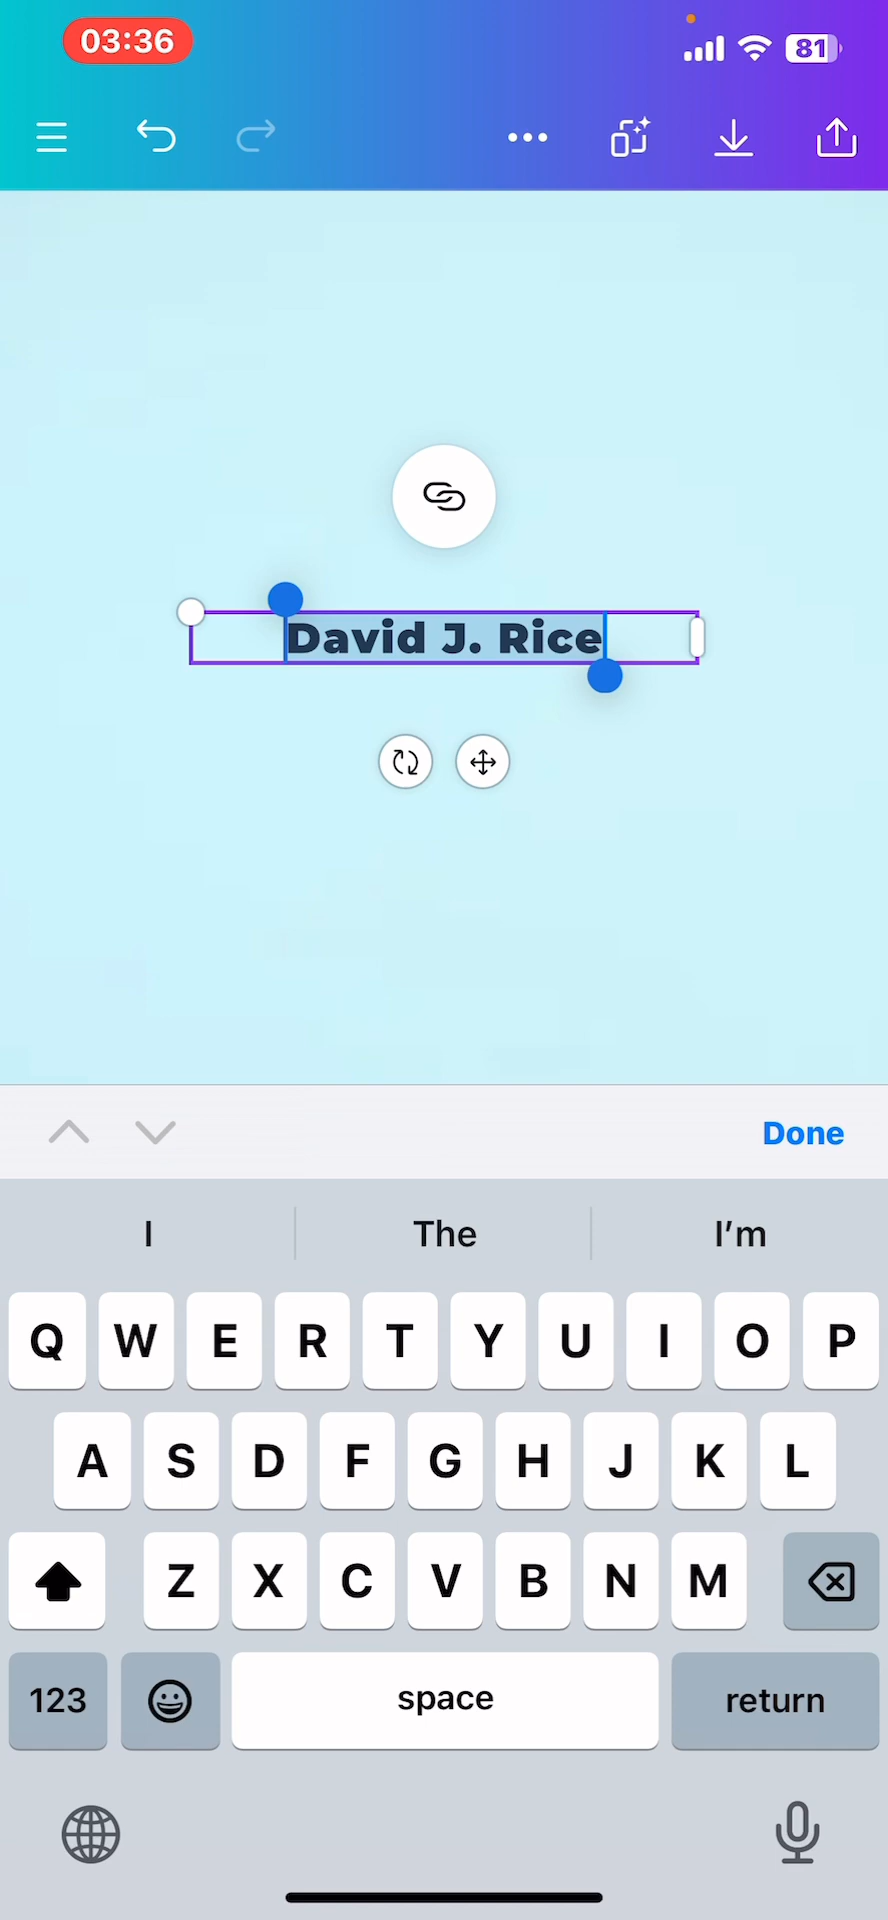 03:36
81
David J. Rice
Done
I The I'm
Q W E R T Y U I O P
A S D F G H J K L
Z X C V B N M
123 space return